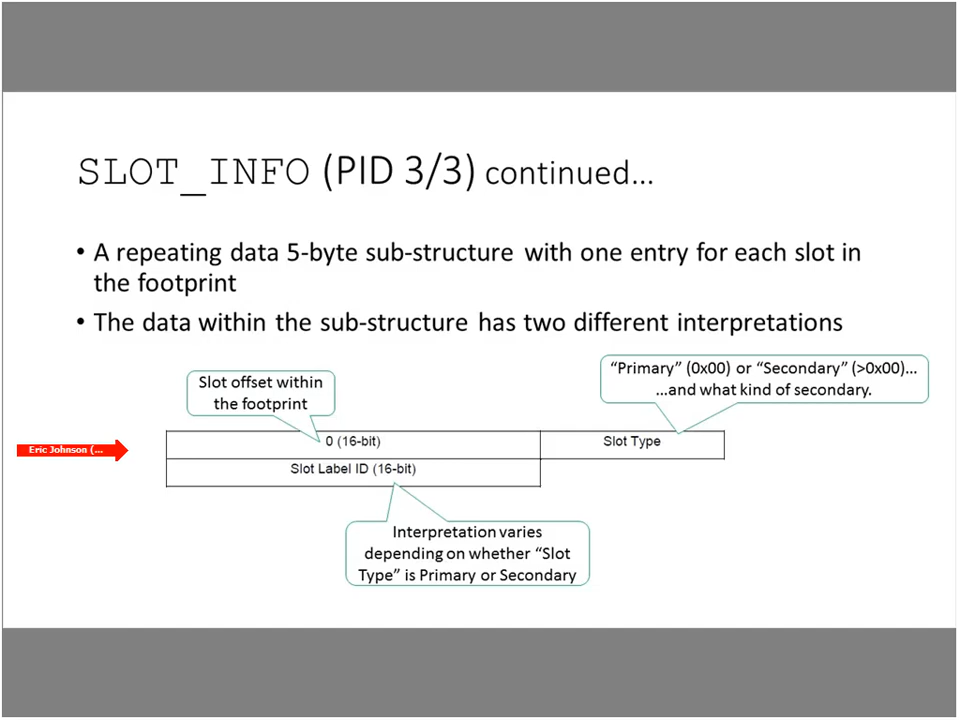 SLOT_INFO (PID 3/3) continued…
• A repeating data 5-byte sub-structure with one entry for each slot in
the footprint
• The data within the sub-structure has two different interpretations
“Primary” (0x00) or “Secondary” (>0x00)…
…and what kind of secondary.
Slot offset within
the footprint
Eric Johnson (...
0 (16-bit)
Slot Type
Slot Label ID (16-bit)
Interpretation varies
depending on whether “Slot
Type” is Primary or Secondary